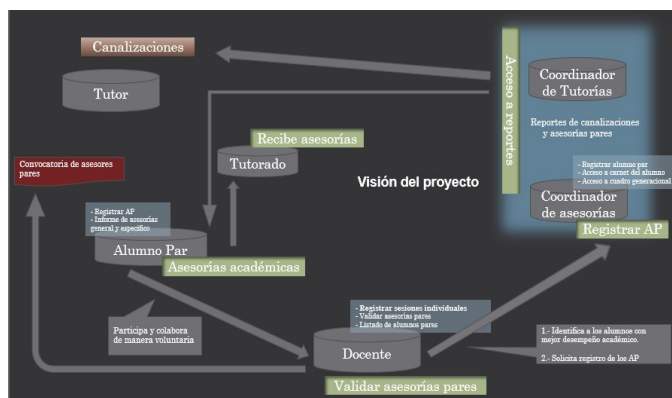 Canalizaciones
Tutor
Acceso a reportes
Coordinador
de Tutorías
Reportes de canalizaciones
y asesorías pares
Recibe asesorías
Tutorado
Convocatoria de asesores
pares
Visión del proyecto
- Registrar alumno par
- Acceso a carnet del alumno
- Acceso a cuadro generacional
Coordinador
de asesorías
Registrar AP
- Registrar AP
- Informe de asesorías
general y especifico
Alumno Par
Asesorías académicas
Participa y colabora
de manera voluntaria
- Registrar sesiones individuales
- Validar asesorías pares
- Listado de alumnos pares
Docente
Validar asesorías pares
1.- Identifica a los alumnos con
mejor desempeño académico.
2.- Solicita registro de los AP